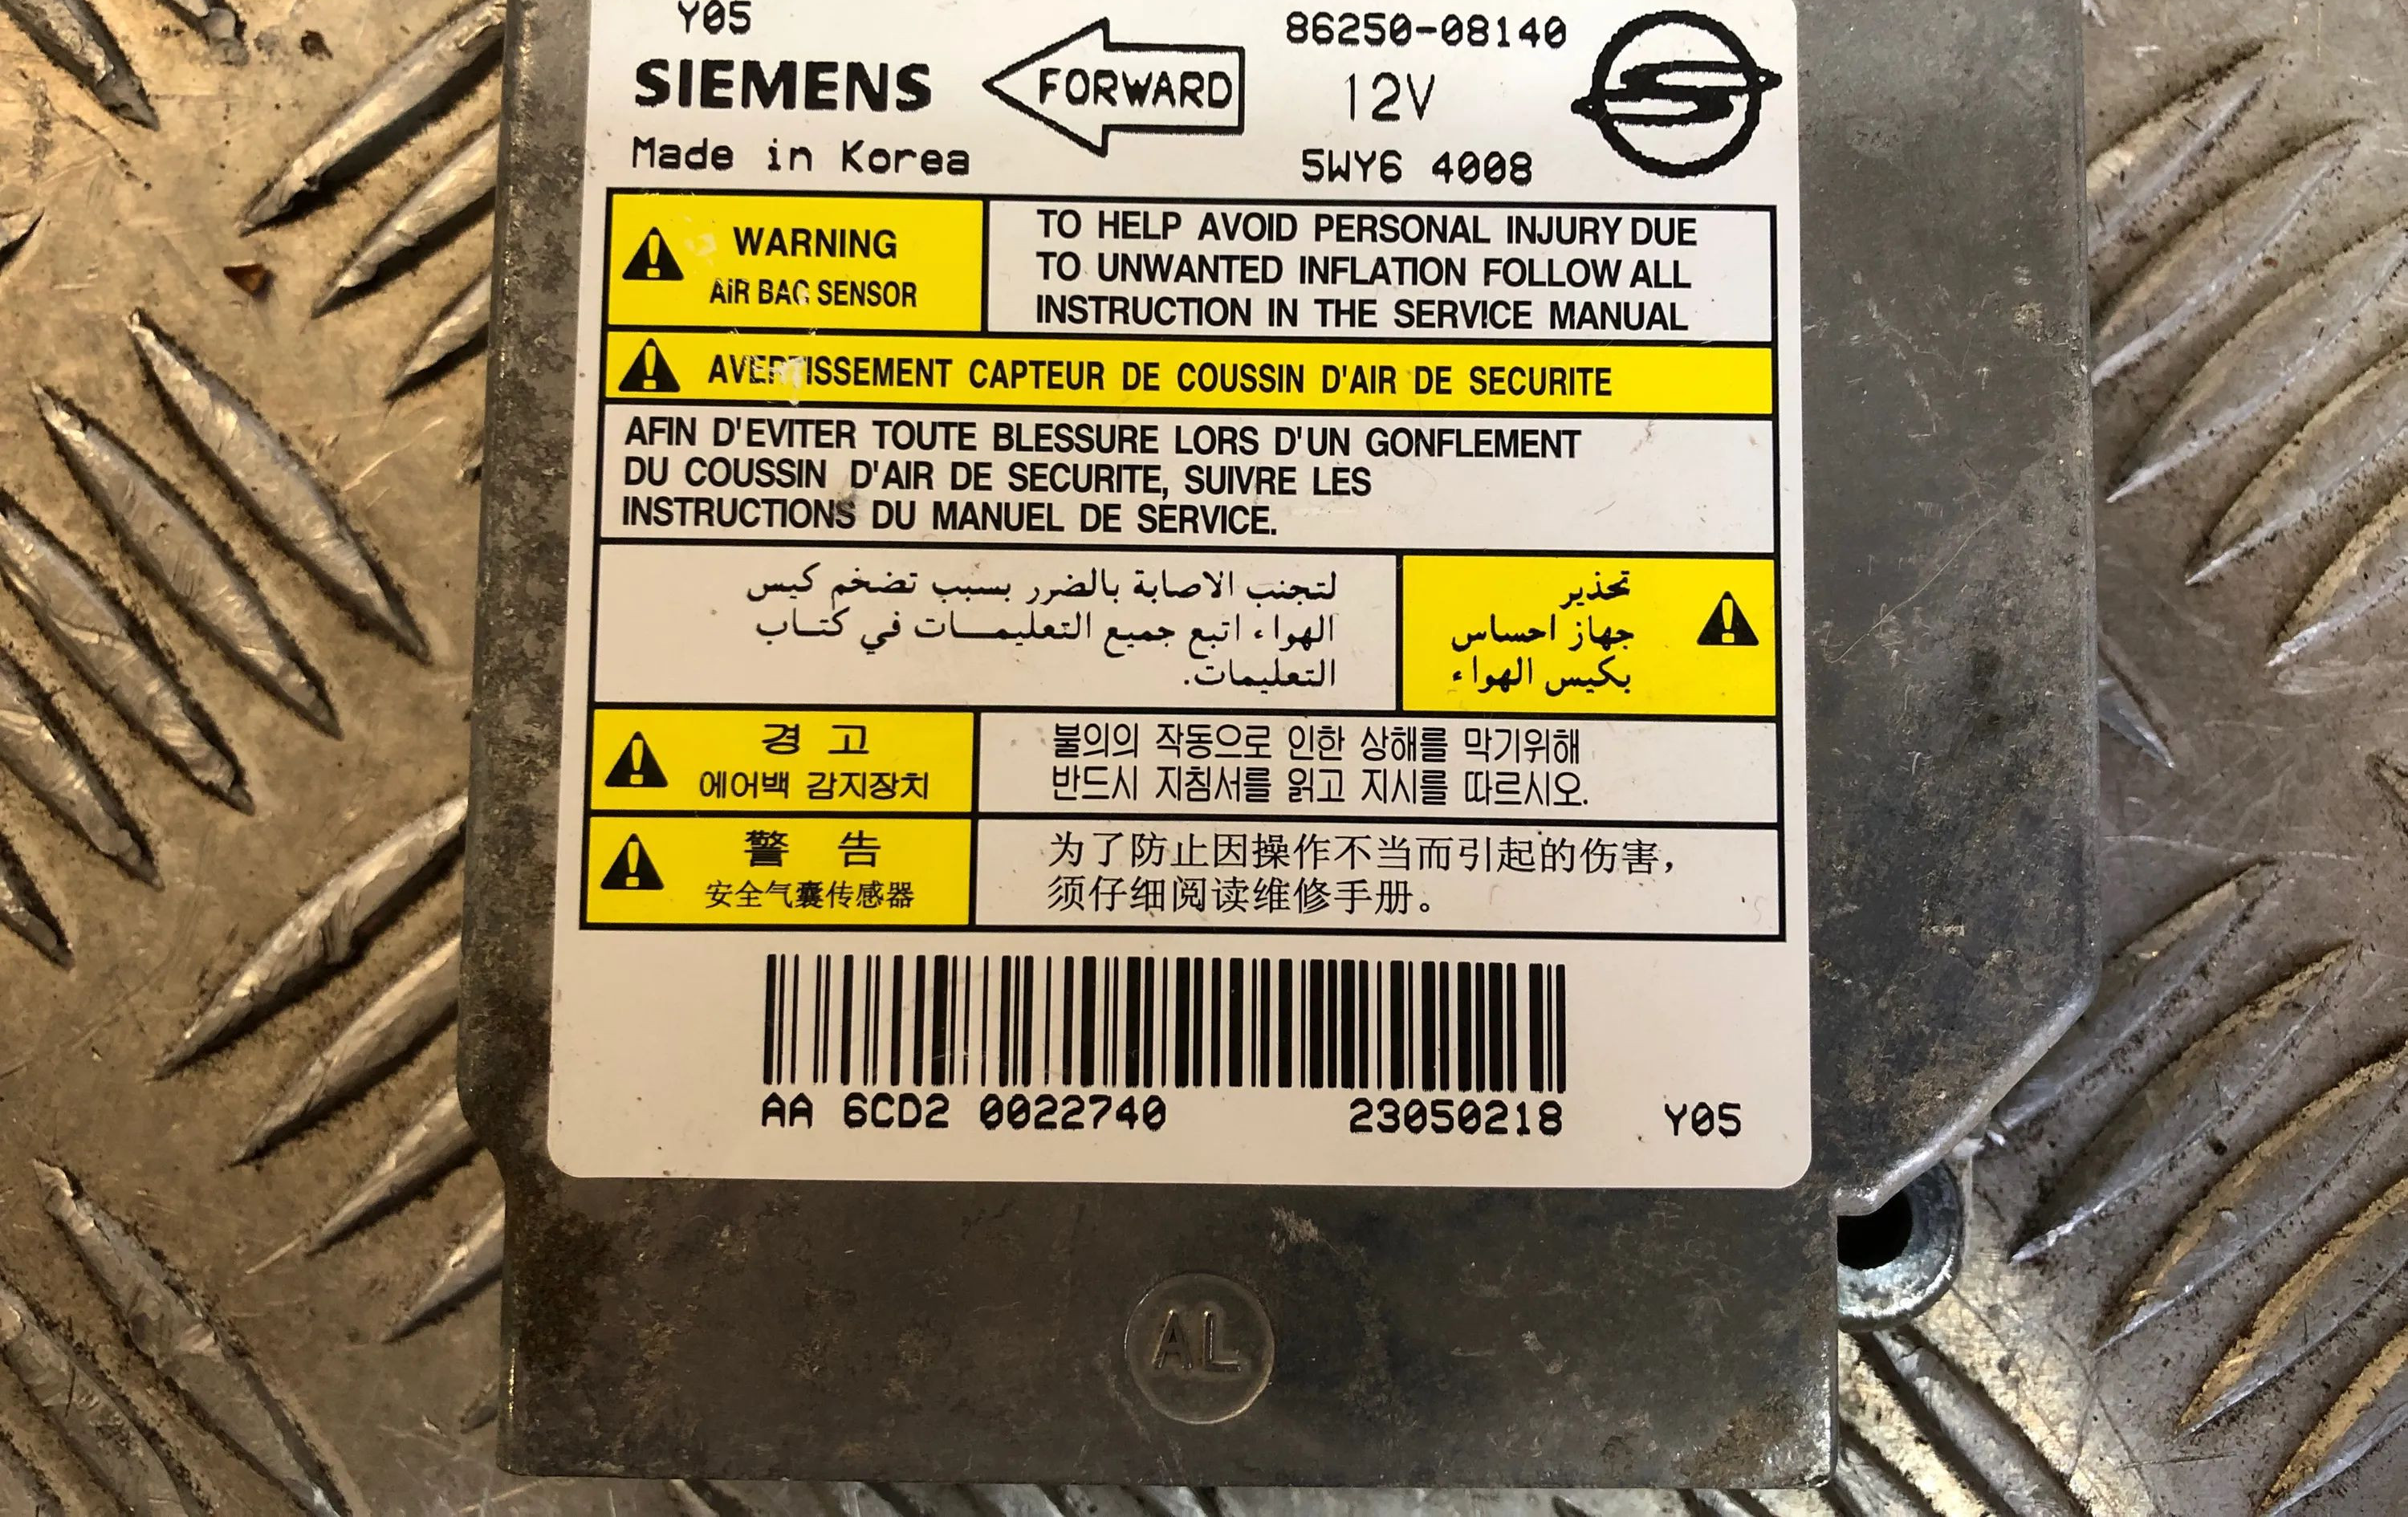 Y05
SIEMENS
Made in Korea
FORWARD
86250-08140
12V
5WY6 4008
WARNING
AIR BAG SENSOR
TO HELP AVOID PERSONAL INJURY DUE
TO UNWANTED INFLATION FOLLOW ALL
INSTRUCTION IN THE SERVICE MANUAL
AVERTISSEMENT CAPTEUR DE COUSSIN D'AIR DE SECURITE
AFIN D'EVITER TOUTE BLESSURE LORS D'UN GONFLEMENT
DU COUSSIN D'AIR DE SECURITE, SUIVRE LES
INSTRUCTIONS DU MANUEL DE SERVICE.
تحذير
جهاز احساس
بكيس الهواء
لتجنب الاصابة بالضرر بسبب تضخم كيس
الهواء اتبع جميع التعليمــات في كتــاب
التعليمات.
경 고
에어백 감지장치
불의의 작동으로 인한 상해를 막기위해
반드시 지침서를 읽고 지시를 따르시오.
警 告
安全气囊传感器
为了防止因操作不当而引起的伤害，
须仔细阅读维修手册。
AA 6CD2 0022740 23050218 Y05
AL